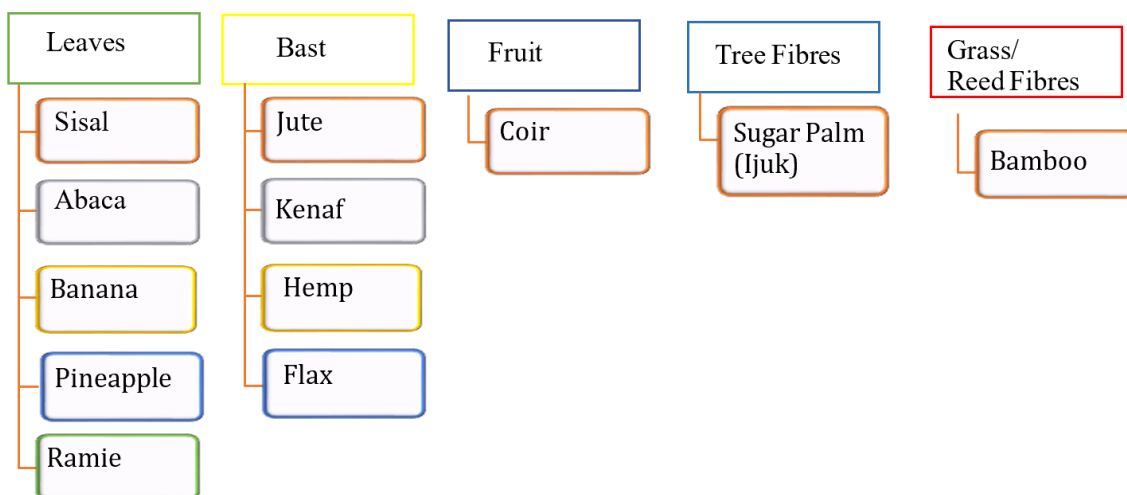 Leaves
Sisal
Abaca
Banana
Pineapple
Ramie
Bast
Jute
Kenaf
Hemp
Flax
Fruit
Coir
Tree Fibres
Sugar Palm
(Ijuk)
Grass/
Reed Fibres
Bamboo